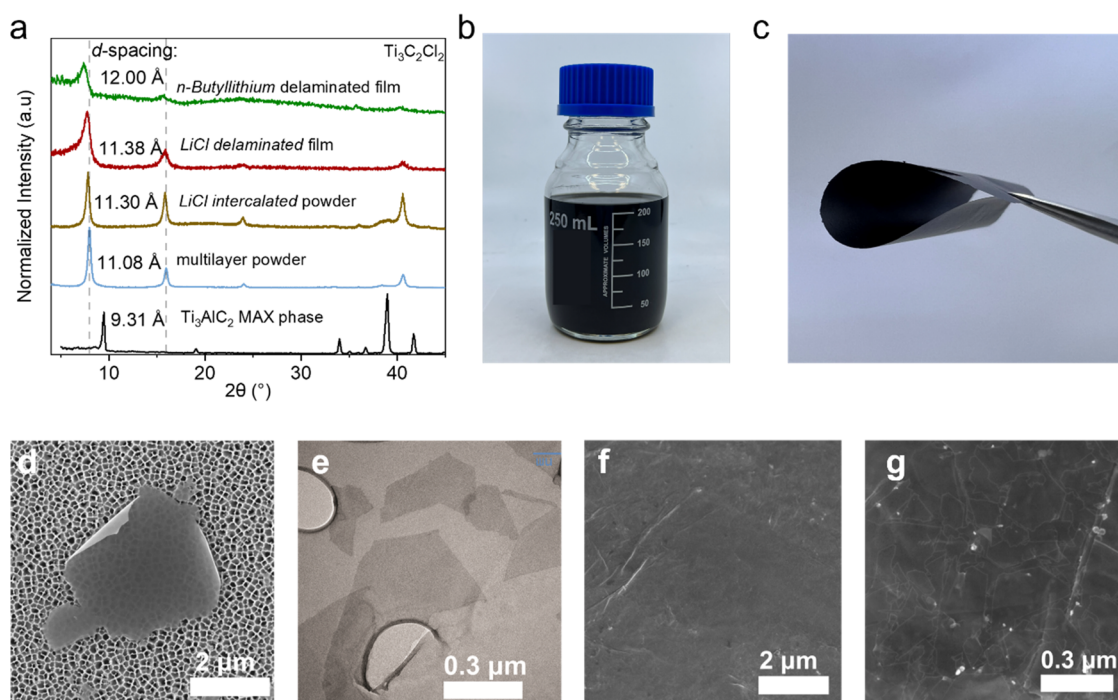 a
b
c
d-spacing:
Ti₃C₂Cl₂
12.00 Å
n-Butyllithium delaminated film
11.38 Å
LiCl delaminated film
11.30 Å
LiCl intercalated powder
11.08 Å
multilayer powder
9.31 Å
Ti₃AlC₂ MAX phase
Normalized Intensity (a.u)
10
20
30
40
2θ (°)
250 mL
APPROXIMATE VOLUMES
200
150
100
50
d
2 μm
e
0.3 μm
f
2 μm
g
0.3 μm